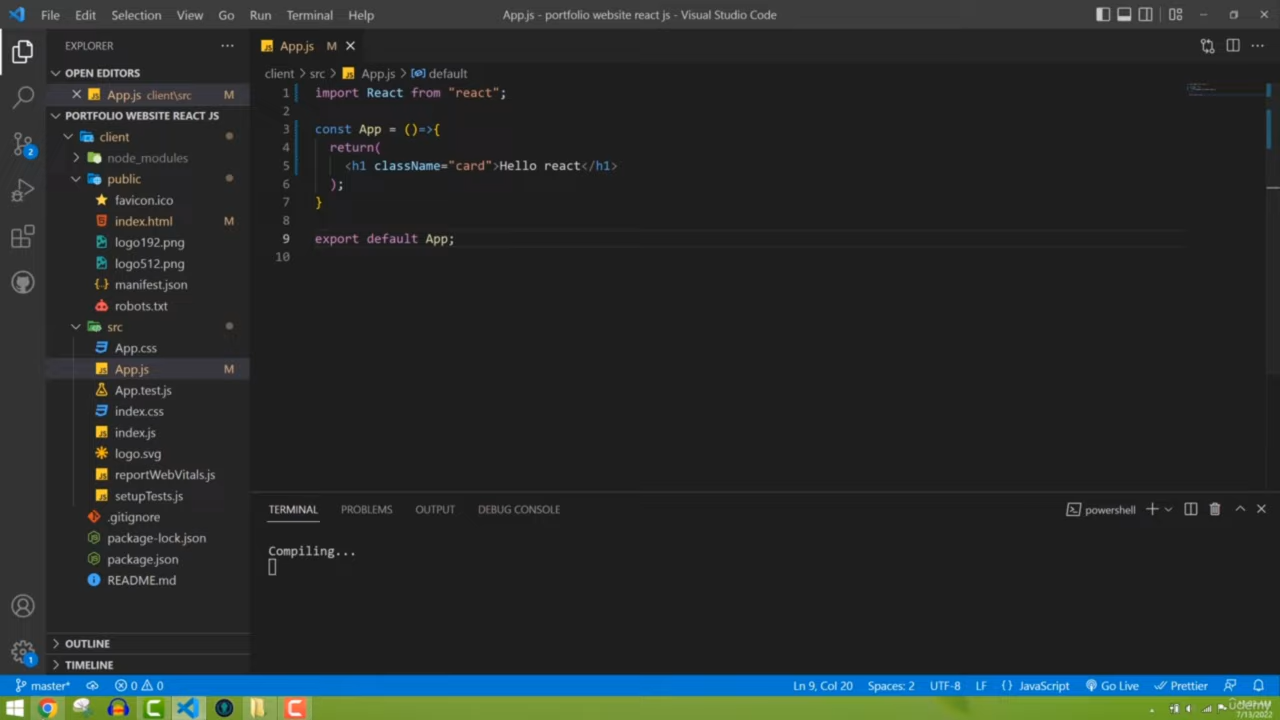 File Edit Selection View Go Run Terminal Help
App.js - portfolio website react js - Visual Studio Code
EXPLORER
OPEN EDITORS
App.js client\src M
PORTFOLIO WEBSITE REACT JS
client
node_modules
public
favicon.ico
index.html M
logo192.png
logo512.png
manifest.json
robots.txt
src
App.css
App.js M
App.test.js
index.css
index.js
logo.svg
reportWebVitals.js
setupTests.js
.gitignore
package-lock.json
package.json
README.md
OUTLINE
TIMELINE
App.js M
client > src > App.js > default
1 import React from "react";
2
3 const App = ()=>{
4 return(
5 <h1 className="card">Hello react</h1>
6 );
7 }
8
9 export default App;
10
TERMINAL PROBLEMS OUTPUT DEBUG CONSOLE
powershell
Compiling...
2
1
master* 0 0
Ln 9, Col 20 Spaces: 2 UTF-8 LF {} JavaScript Go Live Prettier
udemy
7/13/2022